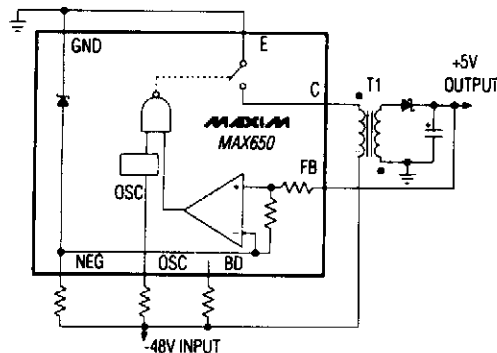 GND
E
C
T1
+5V
OUTPUT
MAXIM
MAX650
FB
OSC
+
−
+
NEG
OSC
BD
-48V INPUT